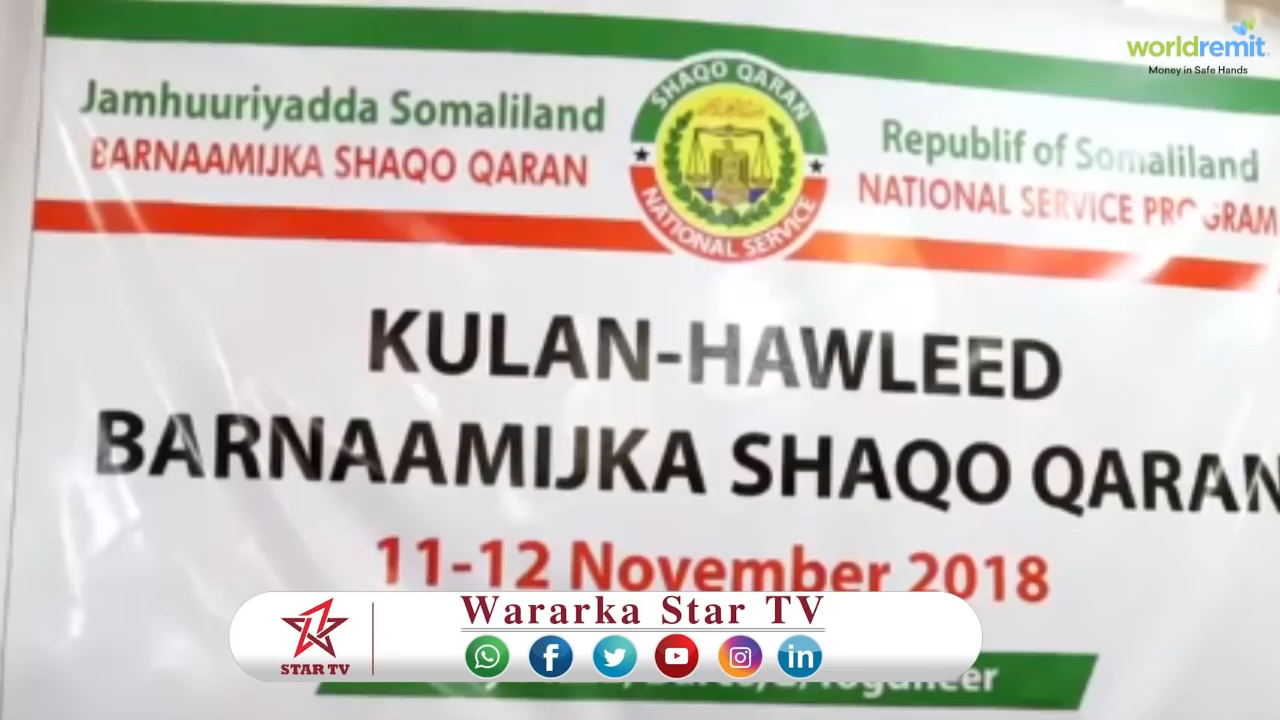 worldremit
Money in Safe Hands
Jamhuuriyadda Somaliland
BARNAAMIJKA SHAQO QARAN
SHAQO QARAN
NATIONAL SERVICE
Republif of Somaliland
NATIONAL SERVICE PROGRAM
KULAN-HAWLEED
BARNAAMIJKA SHAQO QARAN
11-12 November 2018
Wararka Star TV
STAR TV